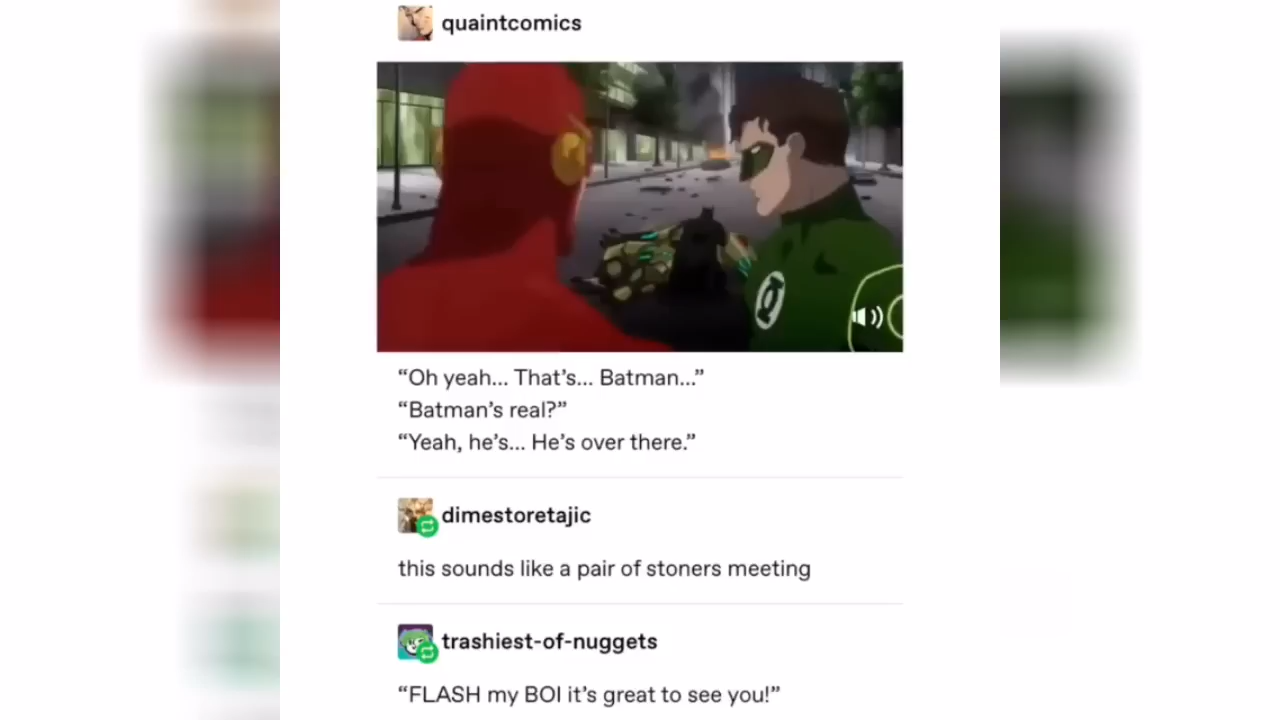 quaintcomics
“Oh yeah... That’s... Batman...”
“Batman’s real?”
“Yeah, he’s... He’s over there.”
dimestoretajic
this sounds like a pair of stoners meeting
trashiest-of-nuggets
“FLASH my BOI it’s great to see you!”